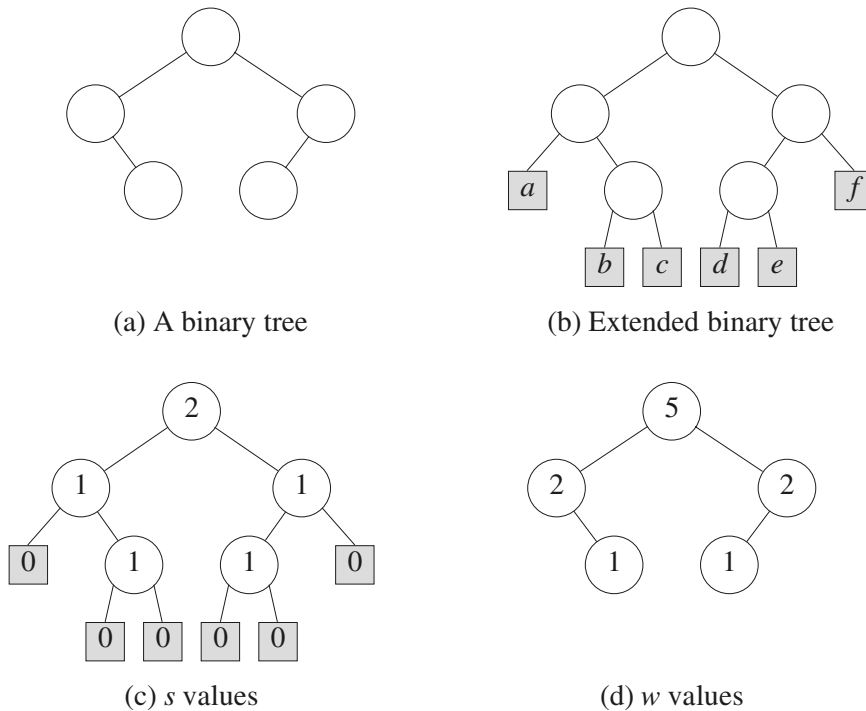 a
f
b c d e
(a) A binary tree
(b) Extended binary tree
2
5
1 1
2 2
0 1 1 0
1 1
0 0 0 0
(c) s values
(d) w values